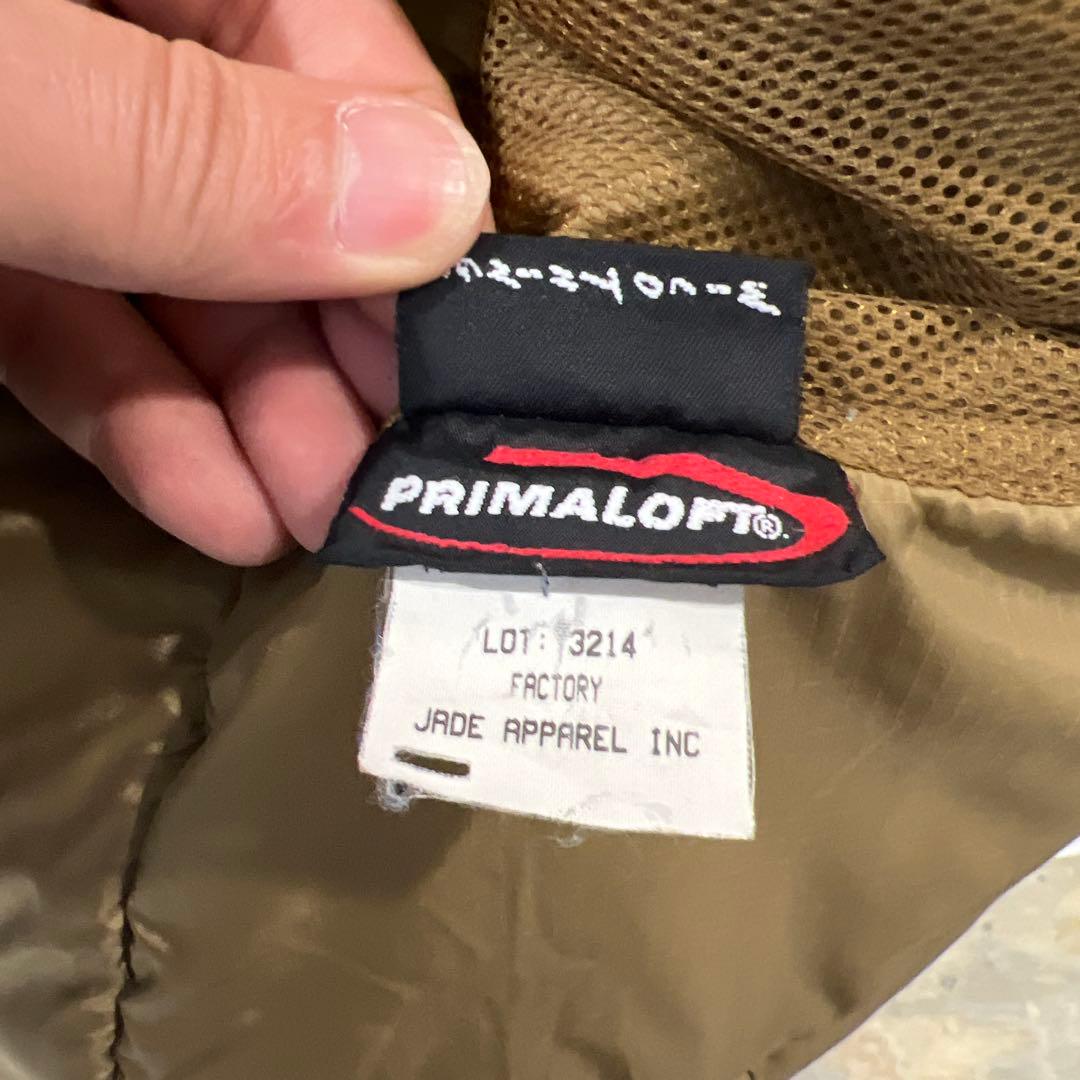 PRIMALOFT®.
LOT: 3214
FACTORY
JADE APPAREL INC